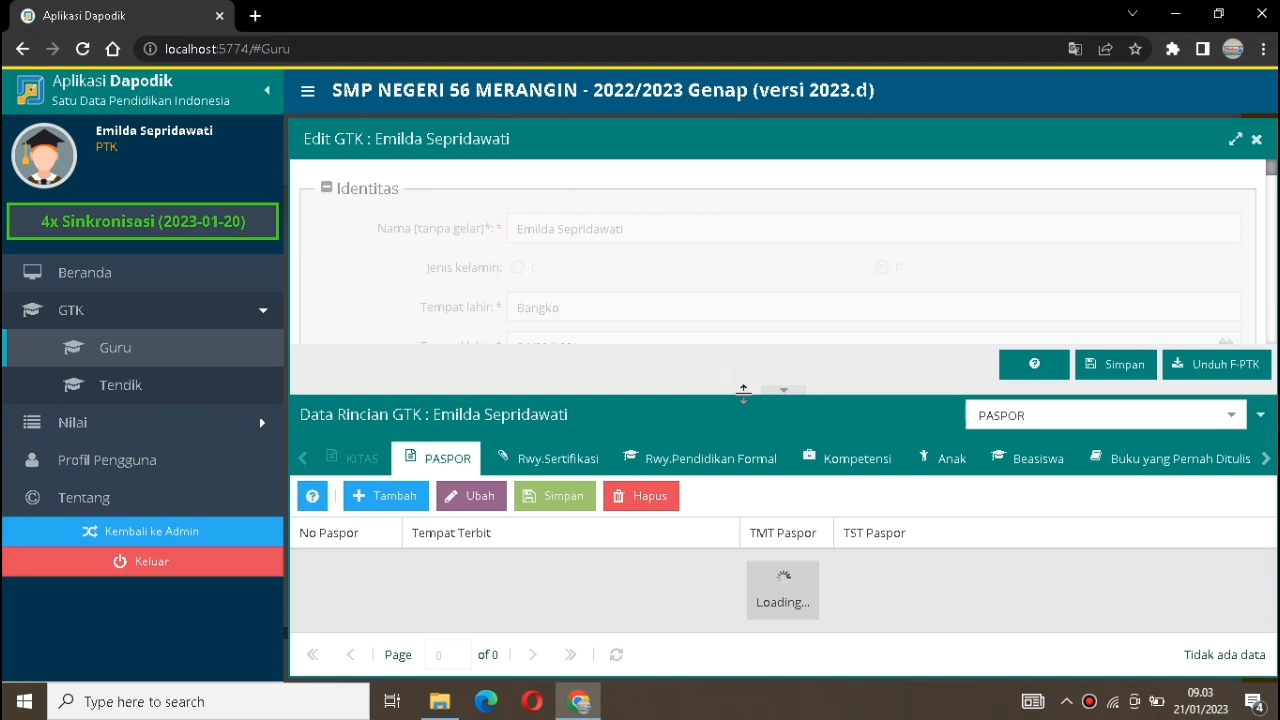 Aplikasi Dapodik
localhost:5774/#Guru
Aplikasi Dapodik
Satu Data Pendidikan Indonesia
SMP NEGERI 56 MERANGIN - 2022/2023 Genap (versi 2023.d)
Emilda Sepridawati
PTK
4x Sinkronisasi (2023-01-20)
Beranda
GTK
Guru
Tendik
Nilai
Profil Pengguna
Tentang
Kembali ke Admin
Keluar
Edit GTK : Emilda Sepridawati
Identitas
Nama (tanpa gelar)*: * Emilda Sepridawati
Jenis kelamin: L P
Tempat lahir: * Bangko
Simpan Unduh F-PTK
Data Rincian GTK : Emilda Sepridawati PASPOR
KITAS PASPOR Rwy.Sertifikasi Rwy.Pendidikan Formal Kompetensi Anak Beasiswa Buku yang Pernah Ditulis
Tambah Ubah Simpan Hapus
No Paspor Tempat Terbit TMT Paspor TST Paspor
Loading...
Page 0 of 0 Tidak ada data
Type here to search
09.03
21/01/2023
4